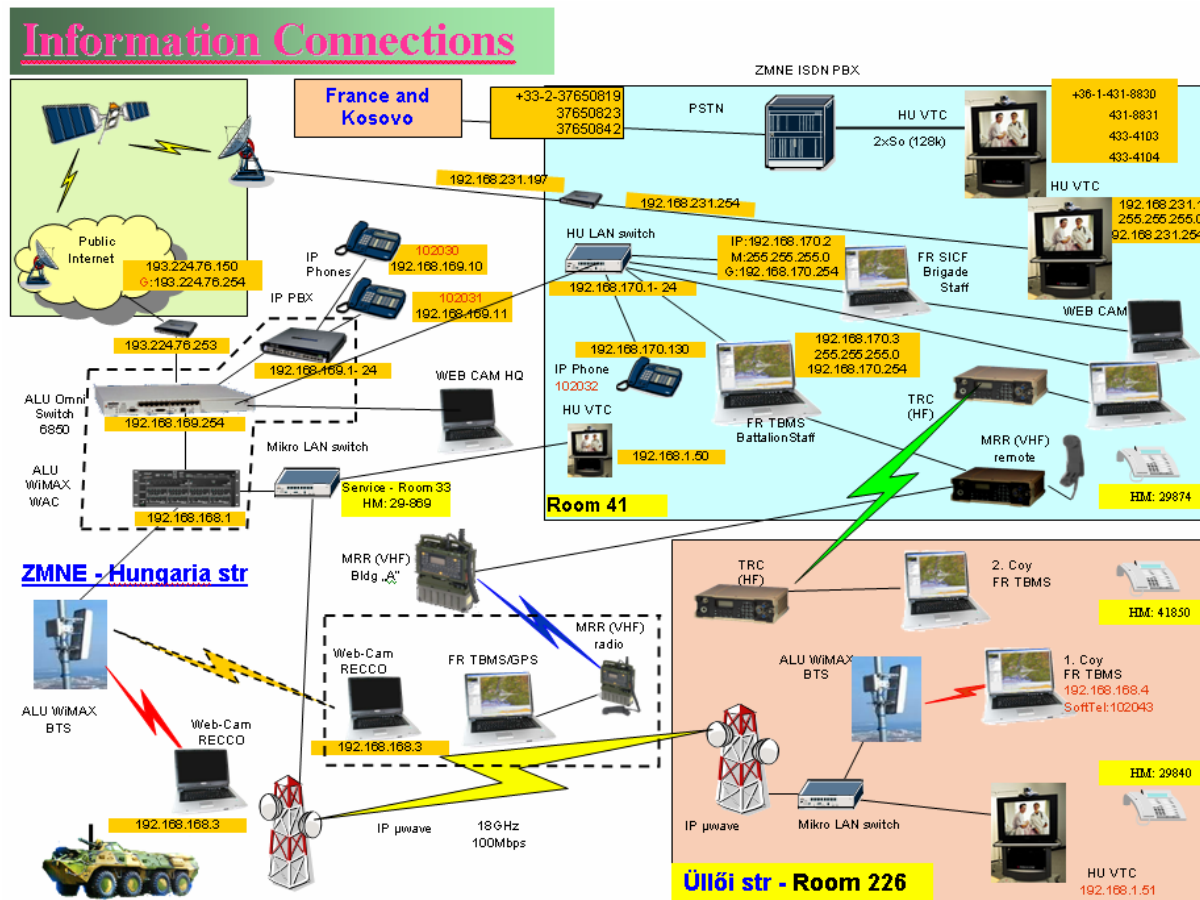 Information Connections
ZMNE ISDN PBX
France and
Kosovo
+33-2-37650819
37650823
37650842
PSTN
HU VTC
2xSo (128k)
+36-1-431-8830
431-8831
433-4103
433-4104
HU VTC
192.168.231.197
192.168.231.254
255.255.255.0
Public
Internet
193.224.76.150
G:193.224.76.254
IP
Phones
102030
192.168.169.10
HU LAN switch
IP:192.168.170.2
M:255.255.255.0
G:192.168.170.254
FR SICF
Brigade
Staff
192.168.170.1- 24
IP PBX
102031
192.168.169.11
WEB CAM
193.224.76.253
192.168.169.1- 24
192.168.170.130
192.168.170.3
255.255.255.0
192.168.170.254
IP Phone
102032
WEB CAM HQ
TRC
(HF)
ALU Omni
Switch
6850
192.168.169.254
HU VTC
FR TBMS
BattalionStaff
Mikro LAN switch
MRR (VHF)
remote
192.168.1.50
ALU
WiMAX
WAC
192.168.168.1
Service - Room 33
HM: 29-869
HM: 29874
Room 41
ZMNE - Hungaria str
MRR (VHF)
Bldg „A”
TRC
(HF)
2. Coy
FR TBMS
HM: 41850
MRR (VHF)
radio
Web-Cam
RECCO
FR TBMS/GPS
ALU WiMAX
BTS
1. Coy
FR TBMS
192.168.168.4
SoftTel:102043
ALU WiMAX
BTS
Web-Cam
RECCO
192.168.168.3
HM: 29840
192.168.168.3
IP µwave
18GHz
100Mbps
IP µwave
Mikro LAN switch
HU VTC
192.168.1.51
Üllői str - Room 226